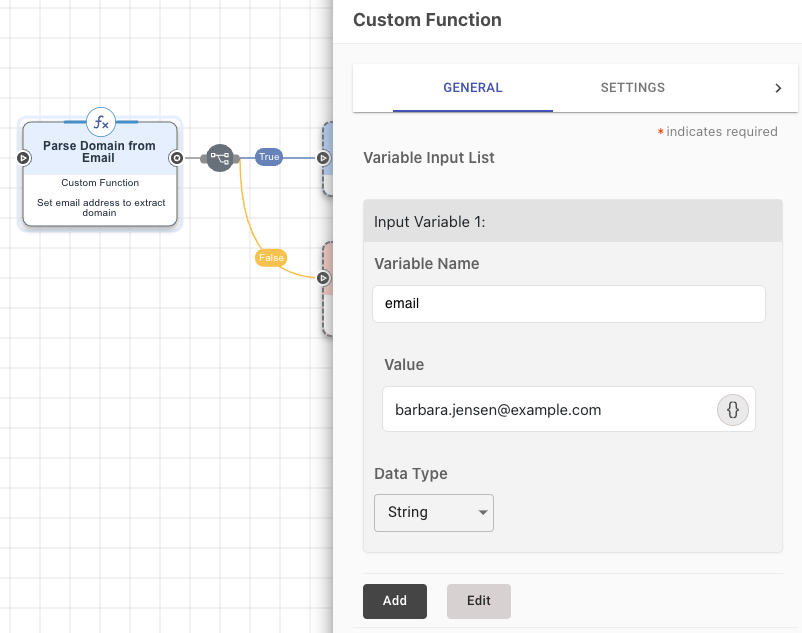 Custom Function
GENERAL
SETTINGS
* indicates required
Variable Input List
Input Variable 1:
Variable Name
email
Value
barbara.jensen@example.com
{}
Data Type
String
Add
Edit
fx
Parse Domain from
Email
Custom Function
Set email address to extract
domain
True
False